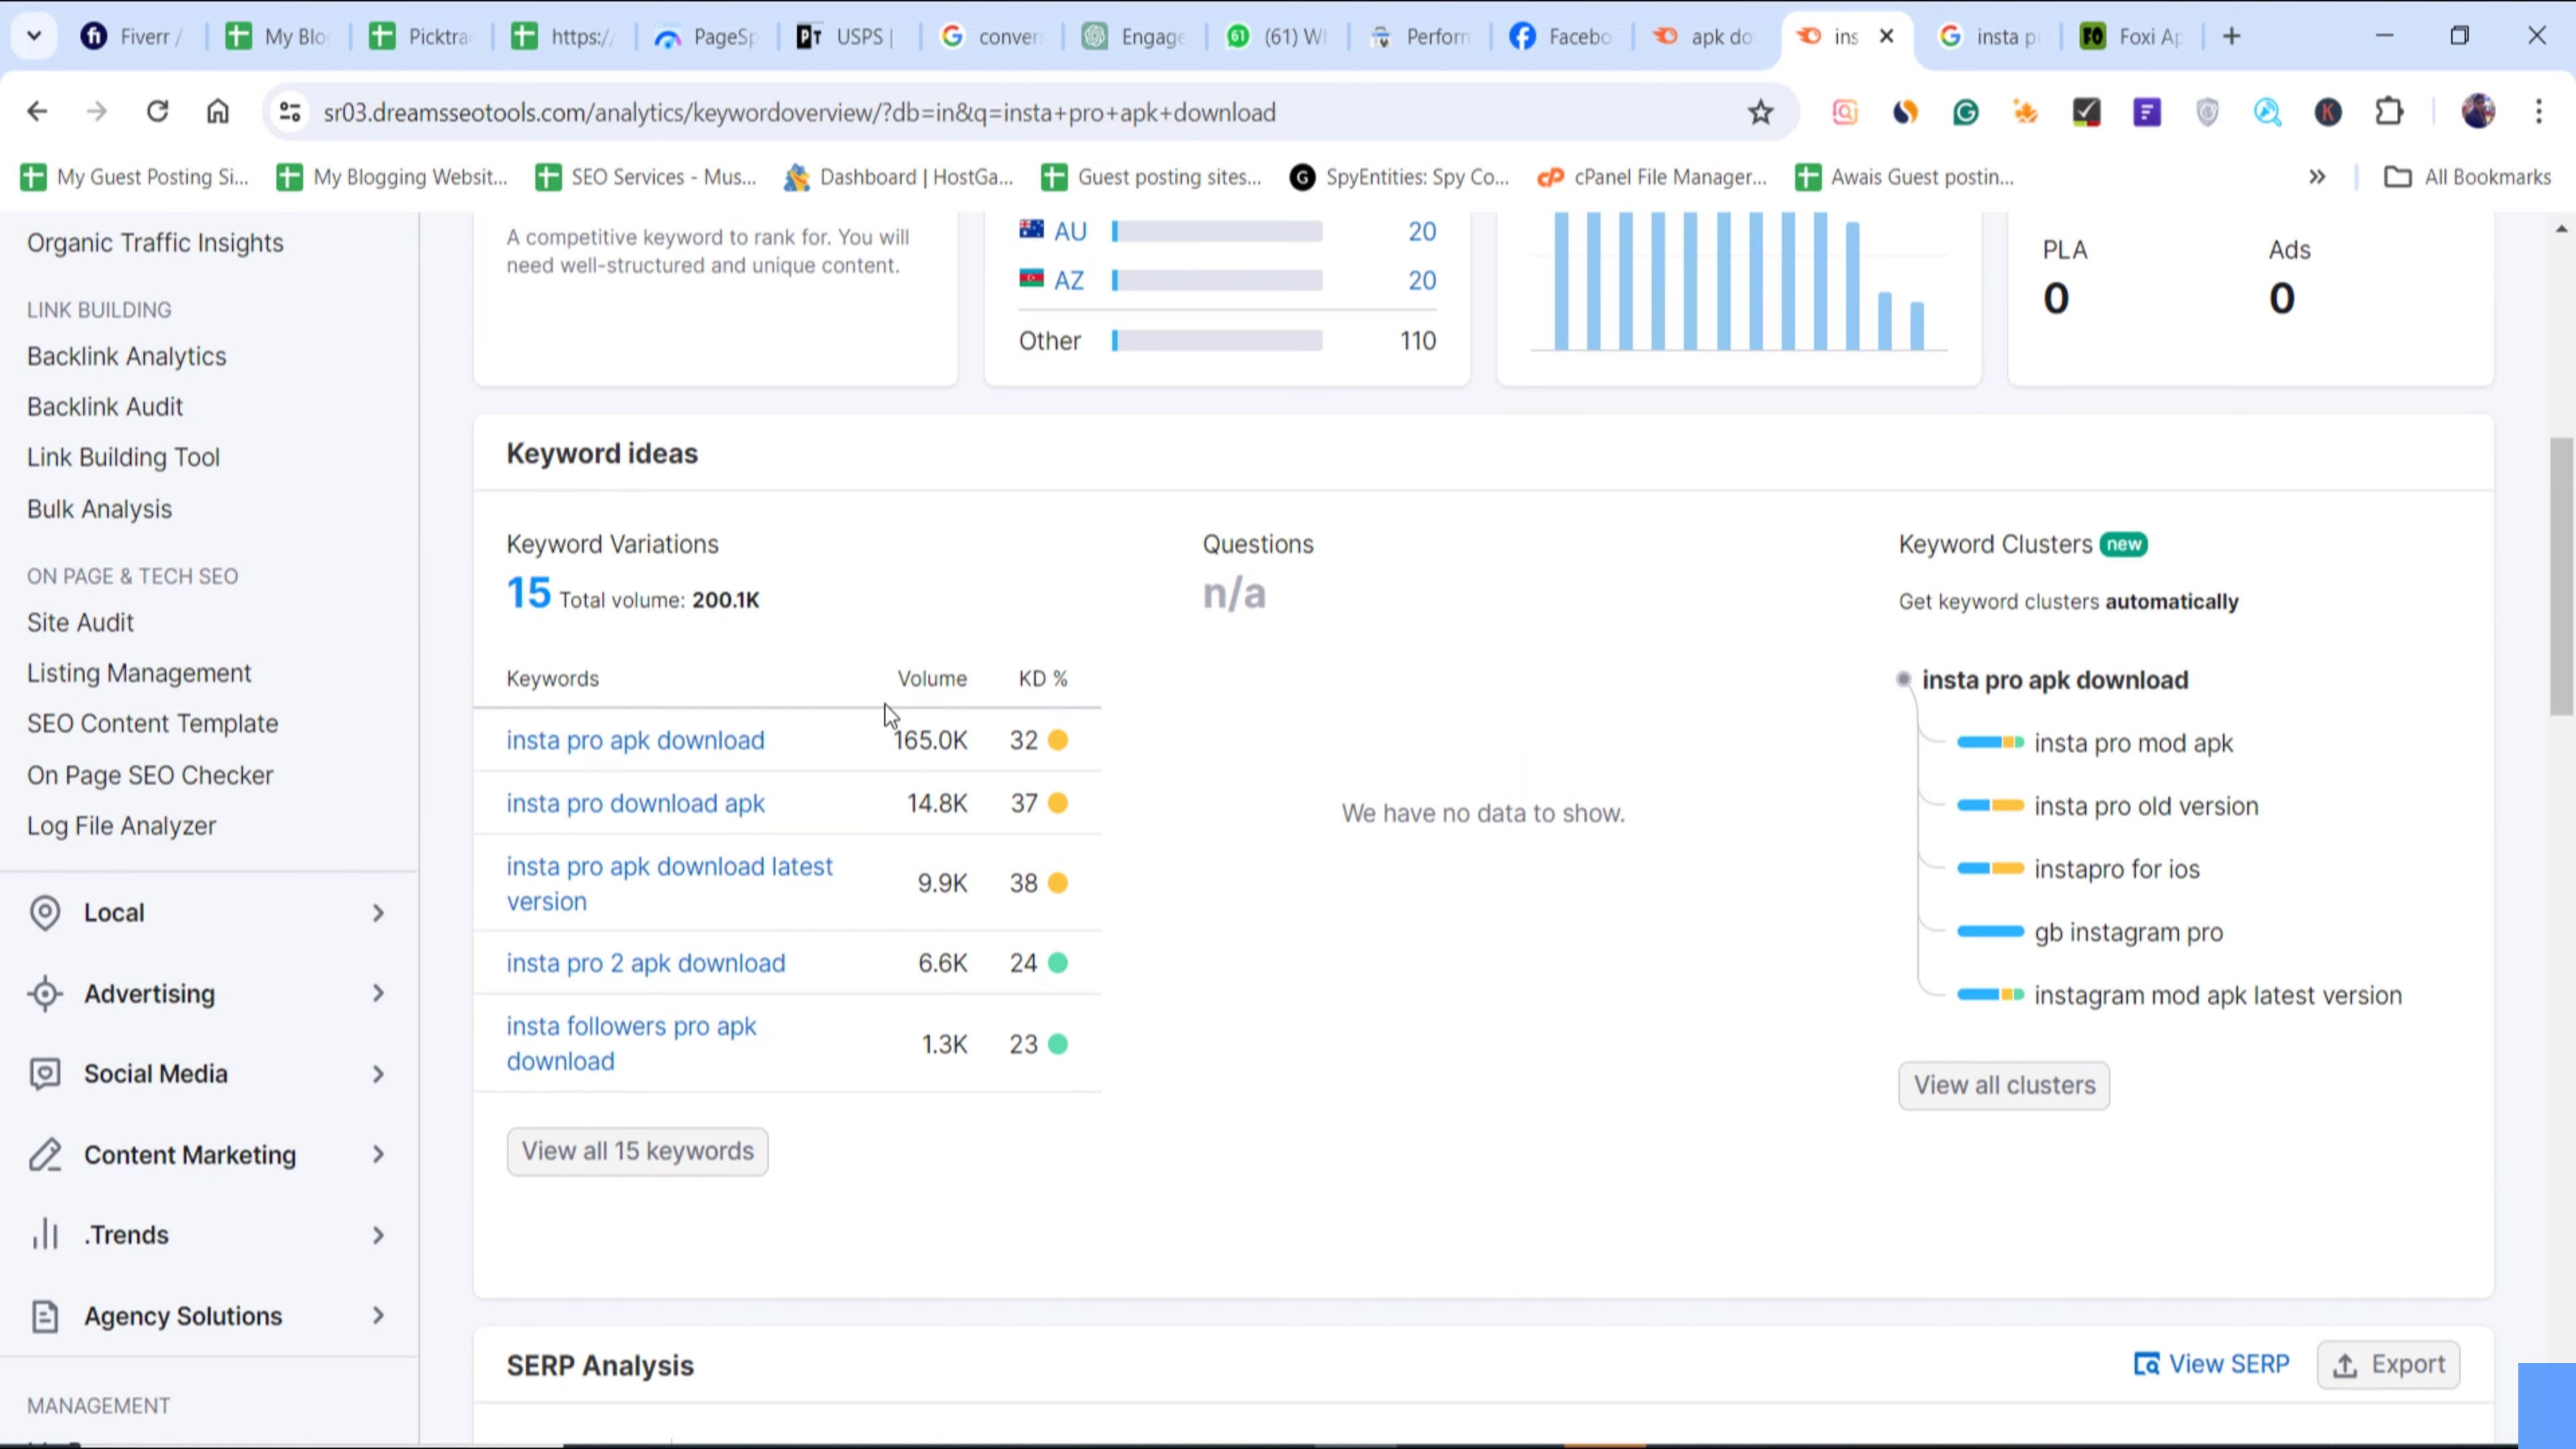 Fiverr /
My Blo
Picktra
https:/
PageSp
USPS |
conver
Engage
(61) W
Perform
Facebo
apk do
ins
insta p
Foxi Ap
sr03.dreamsseotools.com/analytics/keywordoverview/?db=in&q=insta+pro+apk+download
My Guest Posting Si...
My Blogging Websit...
SEO Services - Mus...
Dashboard | HostGa...
Guest posting sites...
SpyEntities: Spy Co...
cPanel File Manager...
Awais Guest postin...
All Bookmarks
Organic Traffic Insights
LINK BUILDING
Backlink Analytics
Backlink Audit
Link Building Tool
Bulk Analysis
ON PAGE & TECH SEO
Site Audit
Listing Management
SEO Content Template
On Page SEO Checker
Log File Analyzer
Local
Advertising
Social Media
Content Marketing
.Trends
Agency Solutions
MANAGEMENT
A competitive keyword to rank for. You will
need well-structured and unique content.
AU 20
AZ 20
Other 110
PLA Ads
0 0
Keyword ideas
Keyword Variations
15 Total volume: 200.1K
Keywords Volume KD %
insta pro apk download 165.0K 32
insta pro download apk 14.8K 37
insta pro apk download latest
version 9.9K 38
insta pro 2 apk download 6.6K 24
insta followers pro apk
download 1.3K 23
View all 15 keywords
Questions
n/a
We have no data to show.
Keyword Clusters new
Get keyword clusters automatically
insta pro apk download
insta pro mod apk
insta pro old version
instapro for ios
gb instagram pro
instagram mod apk latest version
View all clusters
SERP Analysis
View SERP
Export